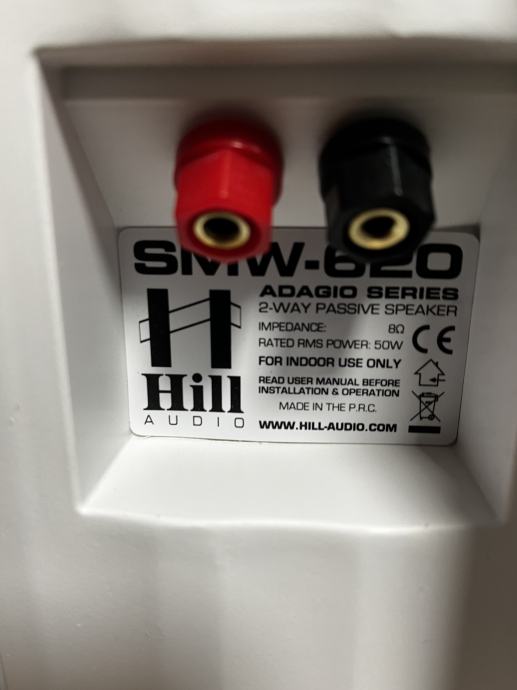 SMW-620
ADAGIO SERIES
2-WAY PASSIVE SPEAKER
IMPEDANCE: 8Ω
RATED RMS POWER: 50W
CE
FOR INDOOR USE ONLY
READ USER MANUAL BEFORE
INSTALLATION & OPERATION
MADE IN THE P.R.C.
WWW.HILL-AUDIO.COM
H
Hill
AUDIO